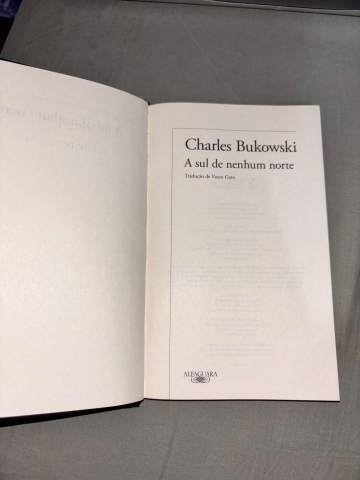 Charles Bukowski
A sul de nenhum norte
Tradução de Vasco Gato
ALFAGUARA